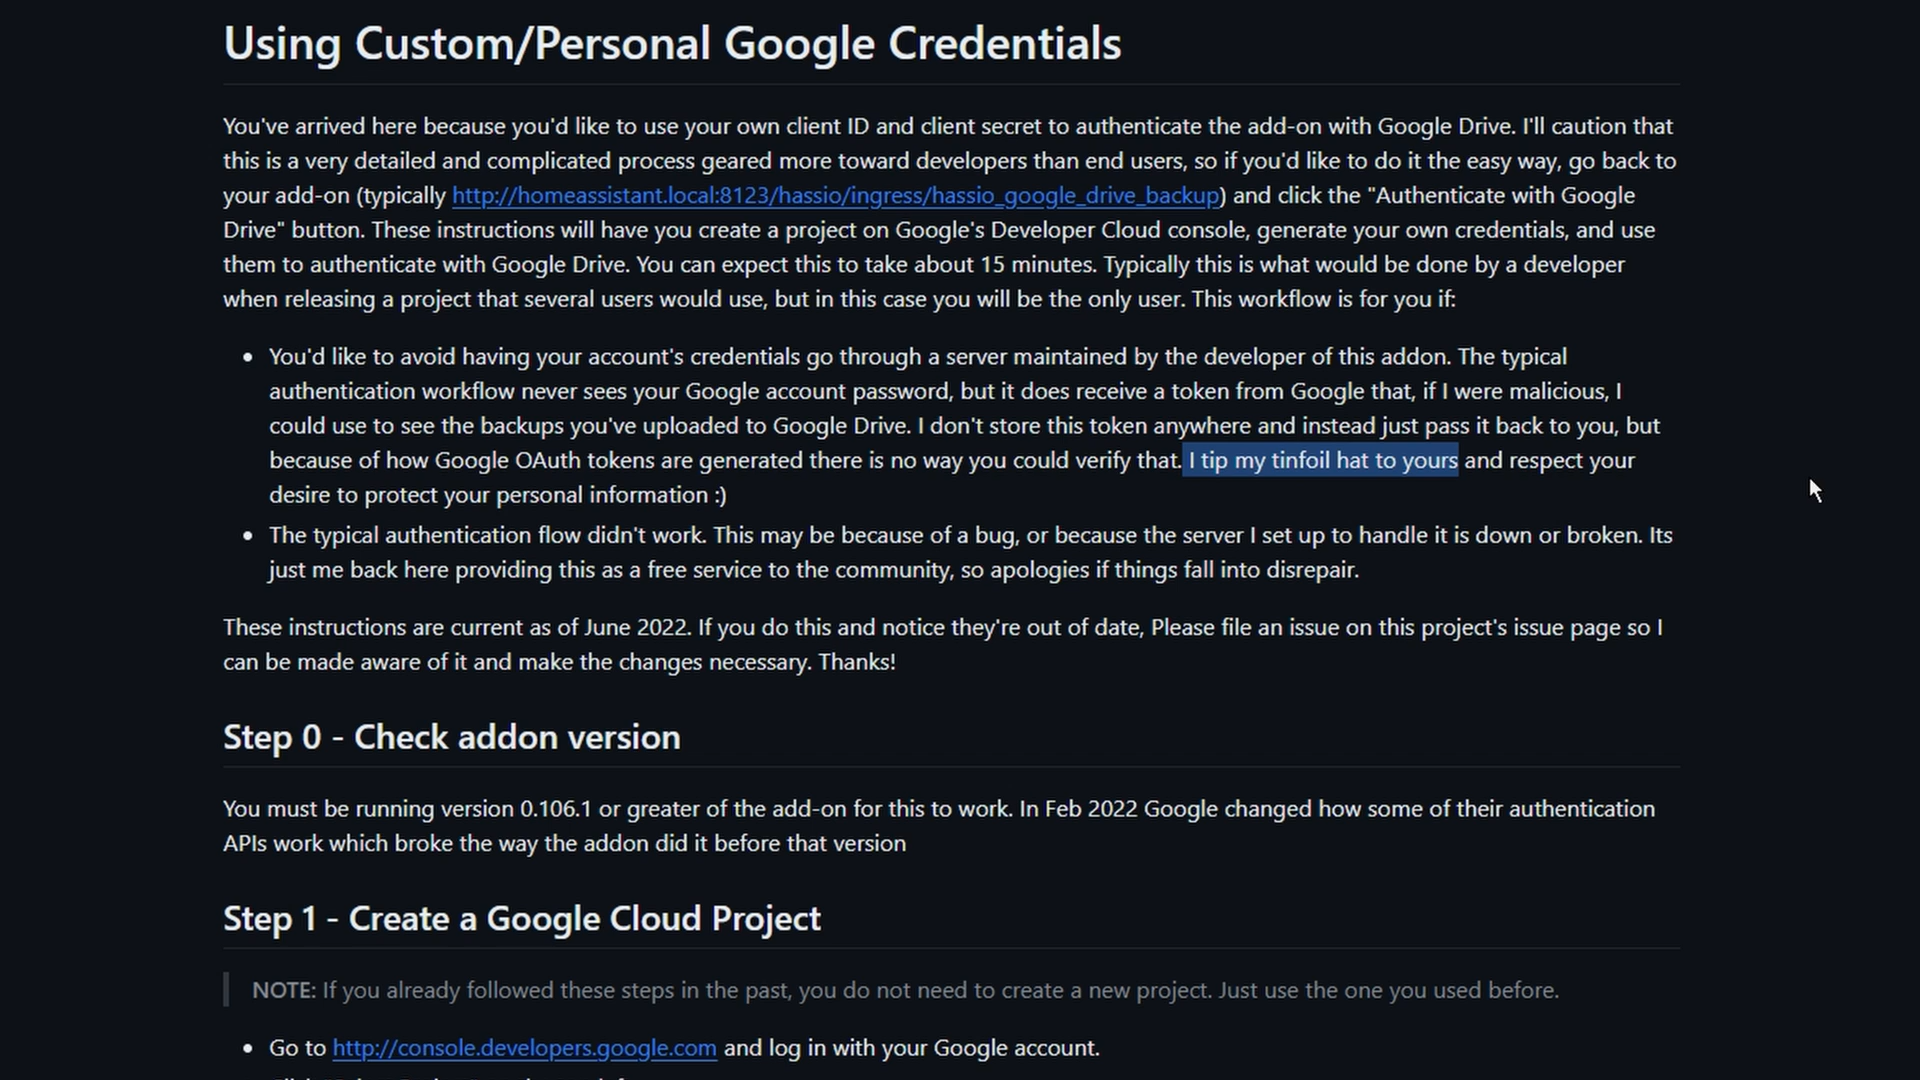 Using Custom/Personal Google Credentials
You've arrived here because you'd like to use your own client ID and client secret to authenticate the add-on with Google Drive. I'll caution that
this is a very detailed and complicated process geared more toward developers than end users, so if you'd like to do it the easy way, go back to
your add-on (typically http://homeassistant.local:8123/hassio/ingress/hassio_google_drive_backup) and click the "Authenticate with Google
Drive" button. These instructions will have you create a project on Google's Developer Cloud console, generate your own credentials, and use
them to authenticate with Google Drive. You can expect this to take about 15 minutes. Typically this is what would be done by a developer
when releasing a project that several users would use, but in this case you will be the only user. This workflow is for you if:
• You'd like to avoid having your account's credentials go through a server maintained by the developer of this addon. The typical
authentication workflow never sees your Google account password, but it does receive a token from Google that, if I were malicious, I
could use to see the backups you've uploaded to Google Drive. I don't store this token anywhere and instead just pass it back to you, but
because of how Google OAuth tokens are generated there is no way you could verify that. I tip my tinfoil hat to yours and respect your
desire to protect your personal information :)
• The typical authentication flow didn't work. This may be because of a bug, or because the server I set up to handle it is down or broken. Its
just me back here providing this as a free service to the community, so apologies if things fall into disrepair.
These instructions are current as of June 2022. If you do this and notice they're out of date, Please file an issue on this project's issue page so I
can be made aware of it and make the changes necessary. Thanks!
Step 0 - Check addon version
You must be running version 0.106.1 or greater of the add-on for this to work. In Feb 2022 Google changed how some of their authentication
APIs work which broke the way the addon did it before that version
Step 1 - Create a Google Cloud Project
NOTE: If you already followed these steps in the past, you do not need to create a new project. Just use the one you used before.
• Go to http://console.developers.google.com and log in with your Google account.